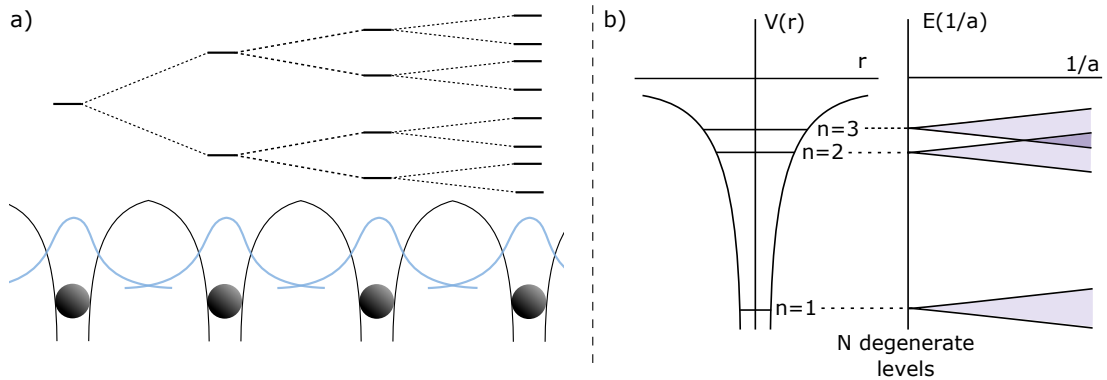 a)
b)
V(r)
E(1/a)
r
1/a
n=3
n=2
n=1
N degenerate
levels